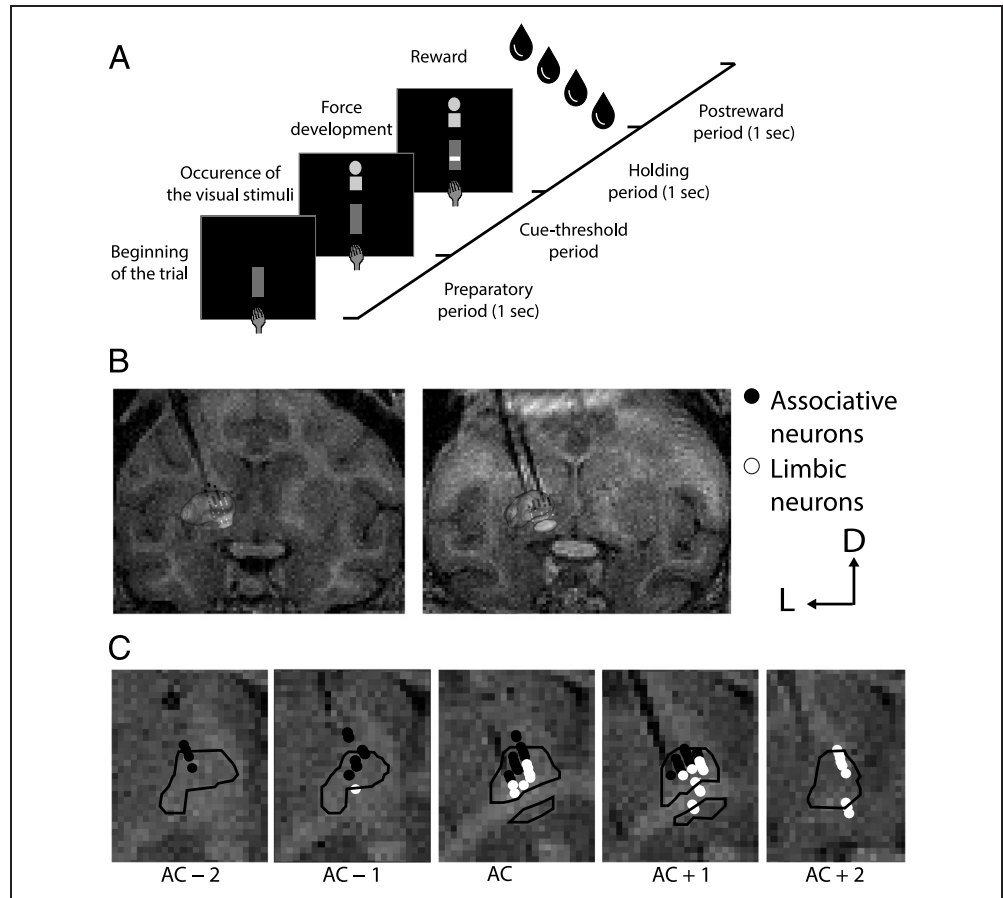 A
Reward
Force
development
Occurence of
the visual stimuli
Beginning
of the trial
Postreward
period (1 sec)
Holding
period (1 sec)
Cue-threshold
period
Preparatory
period (1 sec)
B
Associative
neurons
Limbic
neurons
D
L
C
AC − 2
AC − 1
AC
AC + 1
AC + 2